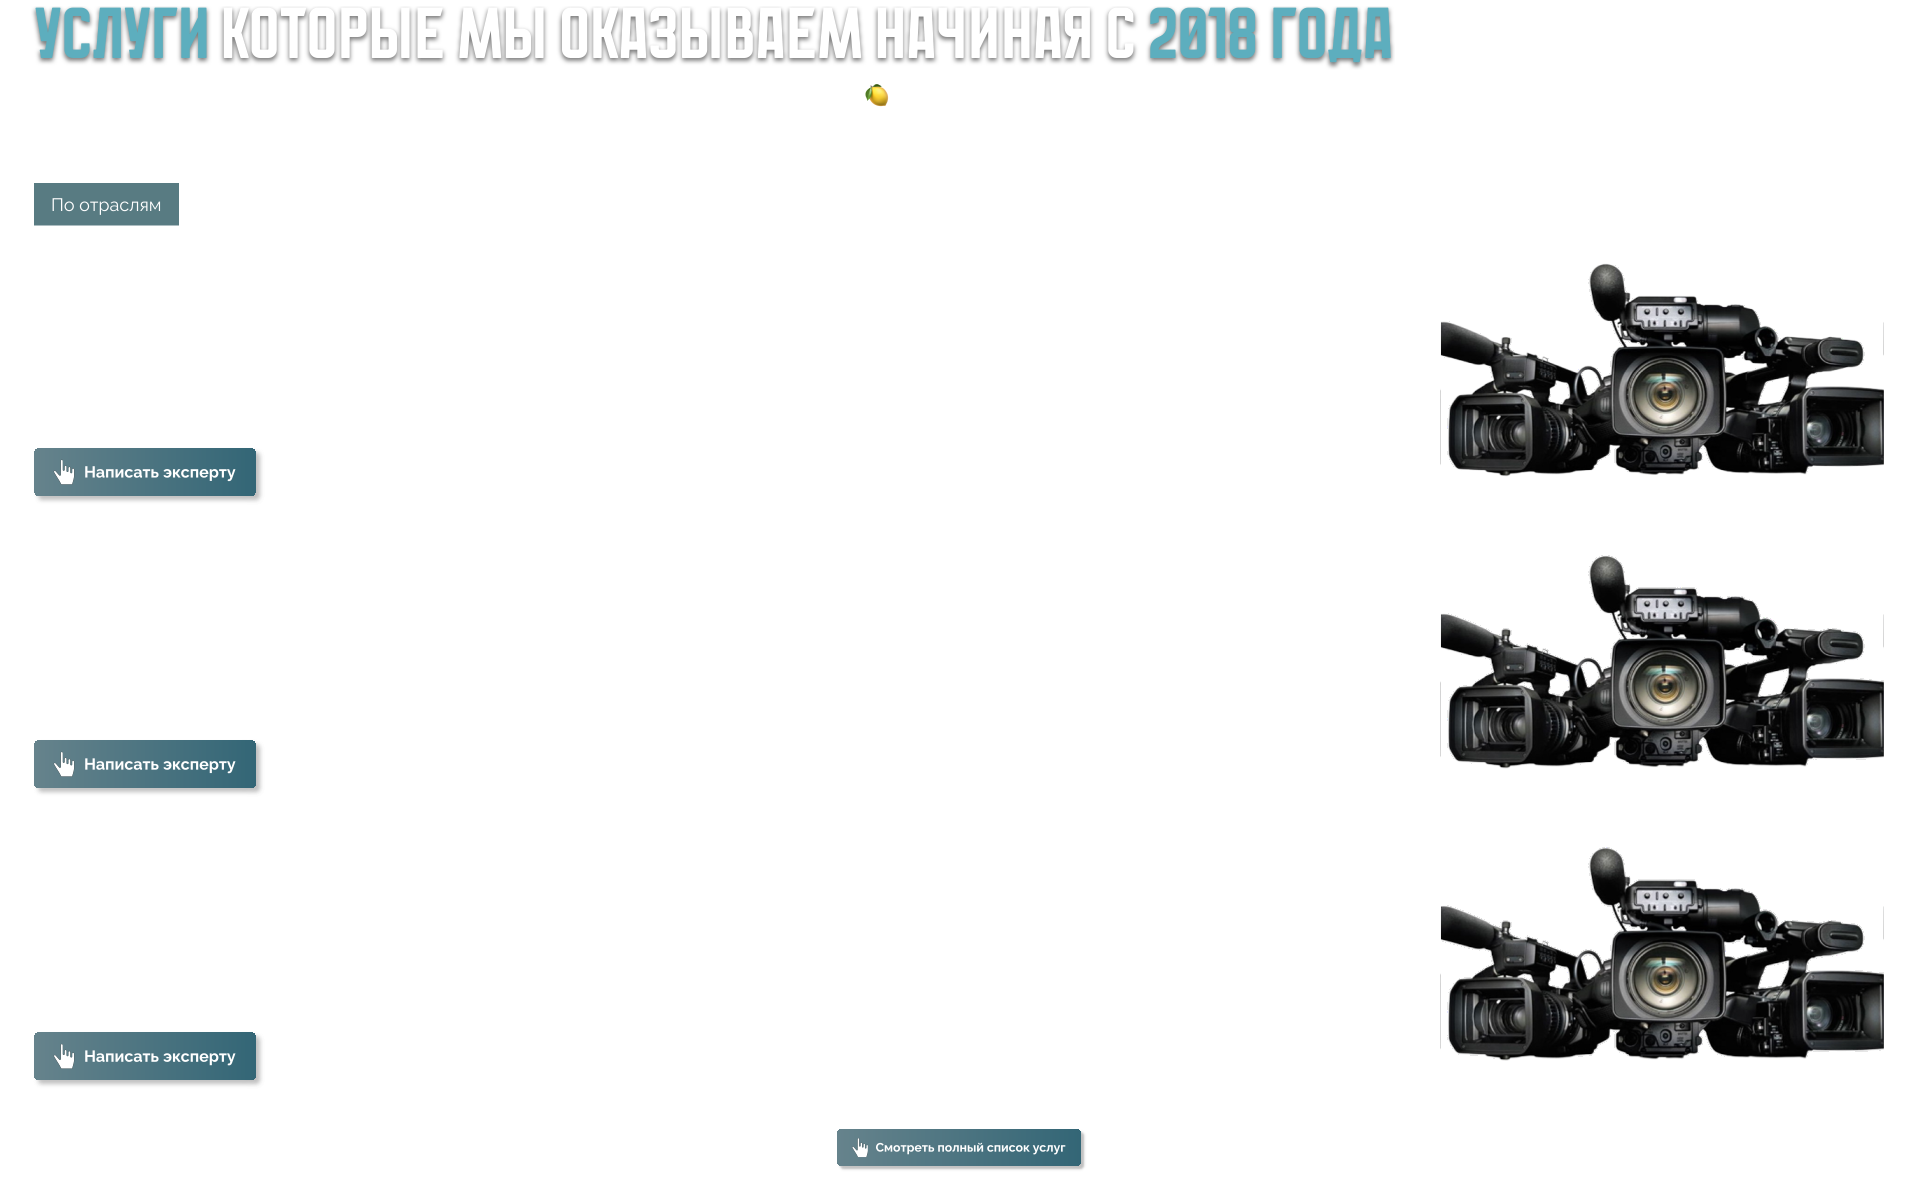 УСЛУГИ КОТОРЫЕ МЫ ОКАЗЫВАЕМ НАЧИНАЯ С 2018 ГОДА
По отраслям
Написать эксперту
Написать эксперту
Написать эксперту
Смотреть полный список услуг